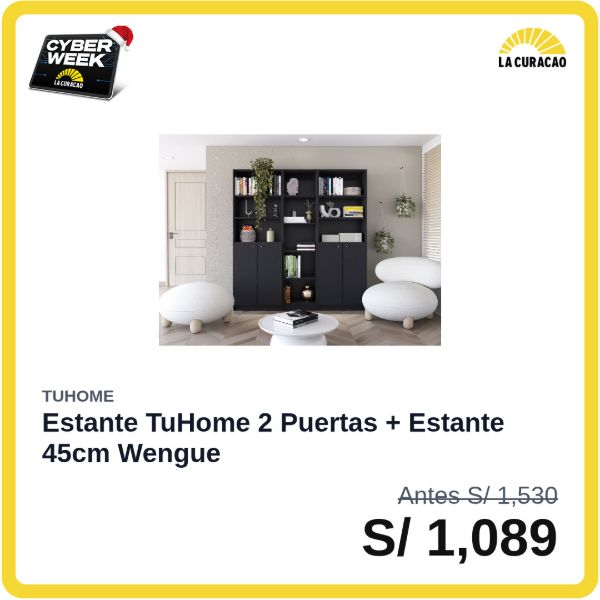 CYBER
WEEK
LA CURACAO
LA CURACAO
TUHOME
Estante TuHome 2 Puertas + Estante
45cm Wengue
Antes S/ 1,530
S/ 1,089